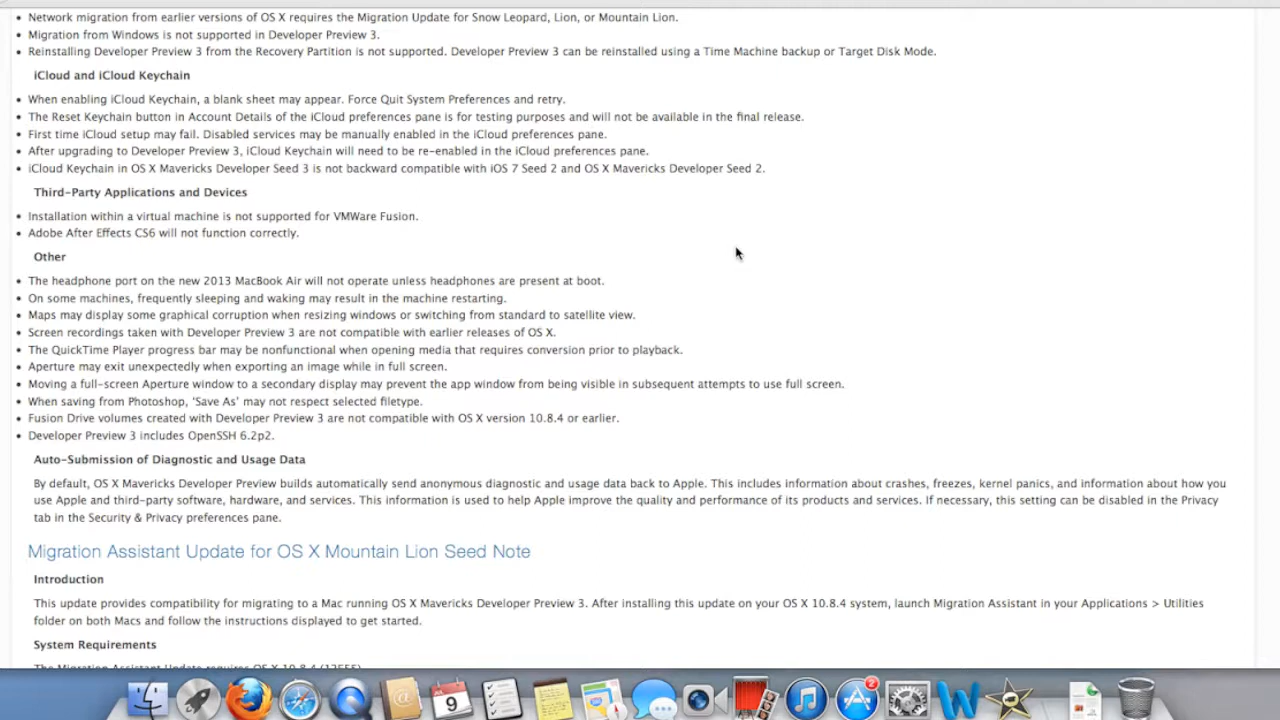 Network migration from earlier versions of OS X requires the Migration Update for Snow Leopard, Lion, or Mountain Lion.
Migration from Windows is not supported in Developer Preview 3.
Reinstalling Developer Preview 3 from the Recovery Partition is not supported. Developer Preview 3 can be reinstalled using a Time Machine backup or Target Disk Mode.
iCloud and iCloud Keychain
When enabling iCloud Keychain, a blank sheet may appear. Force Quit System Preferences and retry.
The Reset Keychain button in Account Details of the iCloud preferences pane is for testing purposes and will not be available in the final release.
First time iCloud setup may fail. Disabled services may be manually enabled in the iCloud preferences pane.
After upgrading to Developer Preview 3, iCloud Keychain will need to be re-enabled in the iCloud preferences pane.
iCloud Keychain in OS X Mavericks Developer Seed 3 is not backward compatible with iOS 7 Seed 2 and OS X Mavericks Developer Seed 2.
Third-Party Applications and Devices
Installation within a virtual machine is not supported for VMWare Fusion.
Adobe After Effects CS6 will not function correctly.
Other
The headphone port on the new 2013 MacBook Air will not operate unless headphones are present at boot.
On some machines, frequently sleeping and waking may result in the machine restarting.
Maps may display some graphical corruption when resizing windows or switching from standard to satellite view.
Screen recordings taken with Developer Preview 3 are not compatible with earlier releases of OS X.
The QuickTime Player progress bar may be nonfunctional when opening media that requires conversion prior to playback.
Aperture may exit unexpectedly when exporting an image while in full screen.
Moving a full-screen Aperture window to a secondary display may prevent the app window from being visible in subsequent attempts to use full screen.
When saving from Photoshop, 'Save As' may not respect selected filetype.
Fusion Drive volumes created with Developer Preview 3 are not compatible with OS X version 10.8.4 or earlier.
Developer Preview 3 includes OpenSSH 6.2p2.
Auto-Submission of Diagnostic and Usage Data
By default, OS X Mavericks Developer Preview builds automatically send anonymous diagnostic and usage data back to Apple. This includes information about crashes, freezes, kernel panics, and information about how you
use Apple and third-party software, hardware, and services. This information is used to help Apple improve the quality and performance of its products and services. If necessary, this setting can be disabled in the Privacy
tab in the Security & Privacy preferences pane.
Migration Assistant Update for OS X Mountain Lion Seed Note
Introduction
This update provides compatibility for migrating to a Mac running OS X Mavericks Developer Preview 3. After installing this update on your OS X 10.8.4 system, launch Migration Assistant in your Applications > Utilities
folder on both Macs and follow the instructions displayed to get started.
System Requirements
The Migration Assistant Update requires OS X 10.8.4 (12E55)
9
2